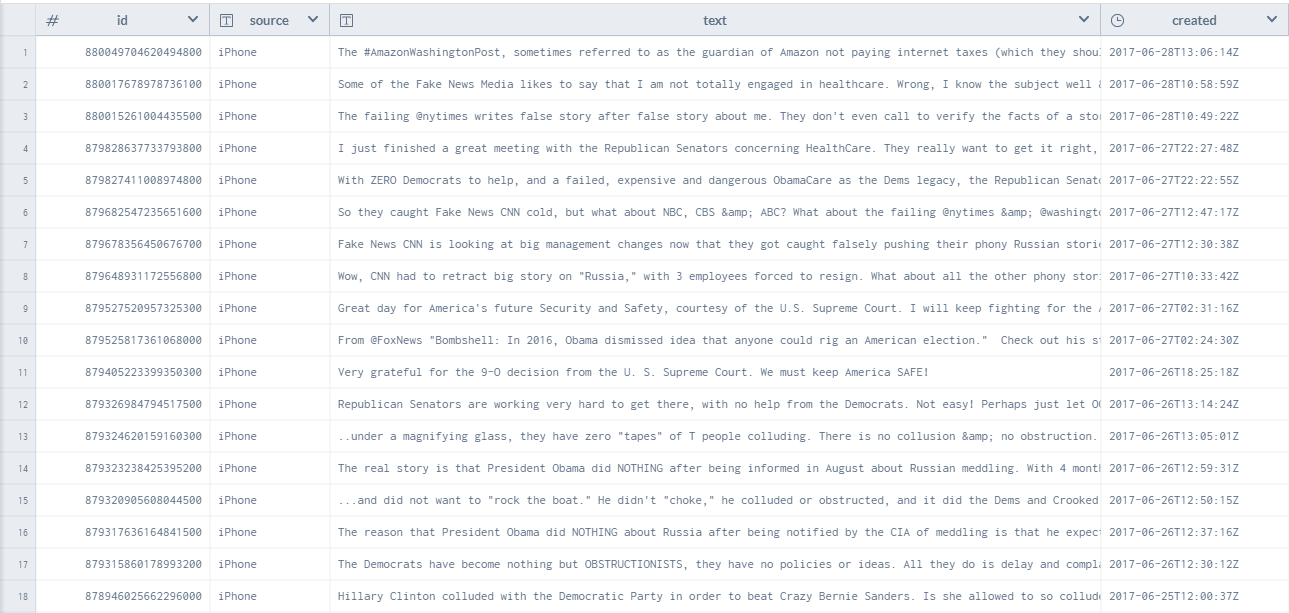 # id source text created
1 880049704620494800 iPhone The #AmazonWashingtonPost, sometimes referred to as the guardian of Amazon not paying internet taxes (which they shoul 2017-06-28T13:06:14Z
2 880017678978736100 iPhone Some of the Fake News Media likes to say that I am not totally engaged in healthcare. Wrong, I know the subject well & 2017-06-28T10:58:59Z
3 880015261004435500 iPhone The failing @nytimes writes false story after false story about me. They don't even call to verify the facts of a stor 2017-06-28T10:49:22Z
4 879828637733793800 iPhone I just finished a great meeting with the Republican Senators concerning HealthCare. They really want to get it right, 2017-06-27T22:27:48Z
5 879827411008974800 iPhone With ZERO Democrats to help, and a failed, expensive and dangerous ObamaCare as the Dems legacy, the Republican Senato 2017-06-27T22:22:55Z
6 879682547235651600 iPhone So they caught Fake News CNN cold, but what about NBC, CBS &amp; ABC? What about the failing @nytimes &amp; @washingto 2017-06-27T12:47:17Z
7 879678356450676700 iPhone Fake News CNN is looking at big management changes now that they got caught falsely pushing their phony Russian storie 2017-06-27T12:30:38Z
8 879648931172556800 iPhone Wow, CNN had to retract big story on "Russia," with 3 employees forced to resign. What about all the other phony stor 2017-06-27T10:33:42Z
9 879527520957325300 iPhone Great day for America's future Security and Safety, courtesy of the U.S. Supreme Court. I will keep fighting for the 2017-06-27T02:31:16Z
10 879525817361068000 iPhone From @FoxNews "Bombshell: In 2016, Obama dismissed idea that anyone could rig an American election." Check out his st 2017-06-27T02:24:30Z
11 879405223399350300 iPhone Very grateful for the 9-O decision from the U. S. Supreme Court. We must keep America SAFE! 2017-06-26T18:25:18Z
12 879326984794517500 iPhone Republican Senators are working very hard to get there, with no help from the Democrats. Not easy! Perhaps just let OC 2017-06-26T13:14:24Z
13 879324620159160300 iPhone ..under a magnifying glass, they have zero "tapes" of T people colluding. There is no collusion &amp; no obstruction. 2017-06-26T13:05:01Z
14 879323238425395200 iPhone The real story is that President Obama did NOTHING after being informed in August about Russian meddling. With 4 month 2017-06-26T12:59:31Z
15 879320905608044500 iPhone ...and did not want to "rock the boat." He didn't "choke," he colluded or obstructed, and it did the Dems and Crooked 2017-06-26T12:50:15Z
16 879317636164841500 iPhone The reason that President Obama did NOTHING about Russia after being notified by the CIA of meddling is that he expect 2017-06-26T12:37:16Z
17 879315860178993200 iPhone The Democrats have become nothing but OBSTRUCTIONISTS, they have no policies or ideas. All they do is delay and compla 2017-06-26T12:30:12Z
18 878946025662296000 iPhone Hillary Clinton colluded with the Democratic Party in order to beat Crazy Bernie Sanders. Is she allowed to so collude 2017-06-25T12:00:37Z